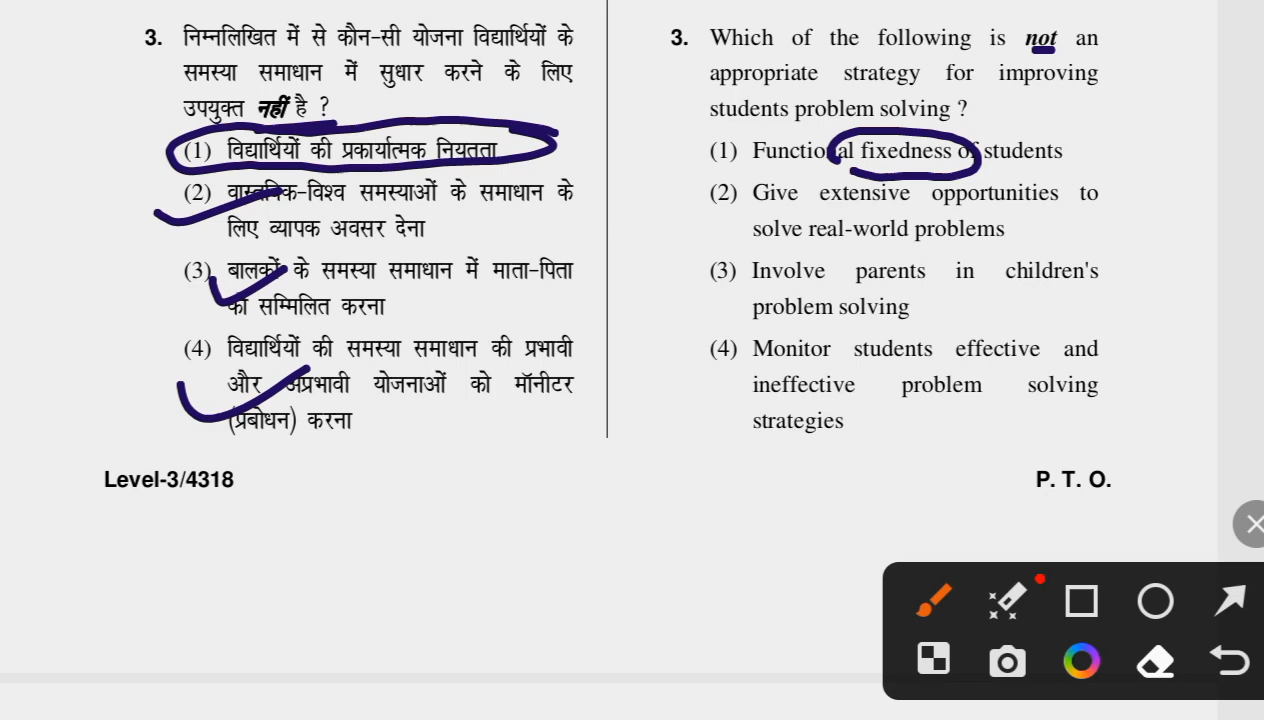 3. निम्नलिखित में से कौन-सी योजना विद्यार्थियों के
समस्या समाधान में सुधार करने के लिए
उपयुक्त नहीं है ?
(1) विद्यार्थियों की प्रकार्यात्मक नियतता
(2) वास्तविक-विश्व समस्याओं के समाधान के
लिए व्यापक अवसर देना
(3) बालकों के समस्या समाधान में माता-पिता
को सम्मिलित करना
(4) विद्यार्थियों की समस्या समाधान की प्रभावी
और अप्रभावी योजनाओं को मॉनीटर
(प्रबोधन) करना
3. Which of the following is not an
appropriate strategy for improving
students problem solving ?
(1) Functional fixedness of students
(2) Give extensive opportunities to
solve real-world problems
(3) Involve parents in children's
problem solving
(4) Monitor students effective and
ineffective problem solving
strategies
Level-3/4318
P. T. O.